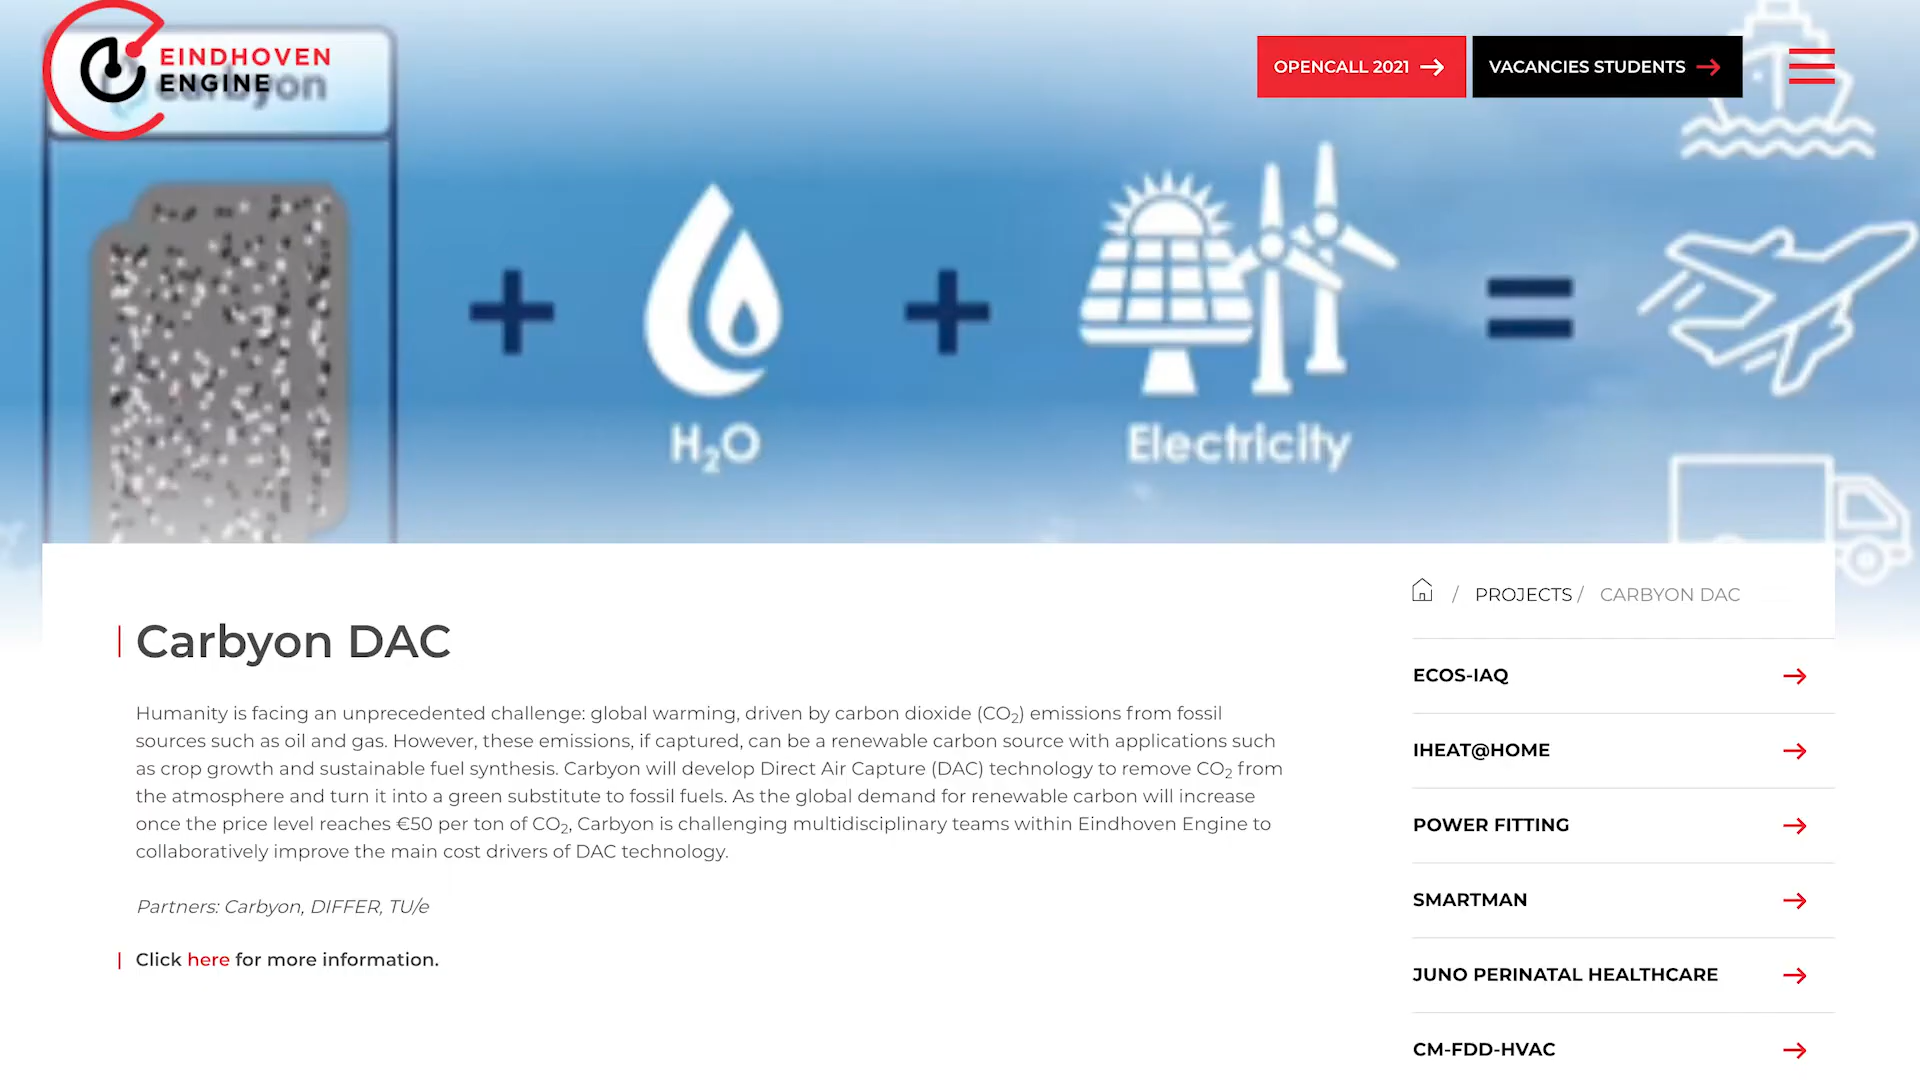 EINDHOVEN
ENGINE
carbyon
OPENCALL 2021
VACANCIES STUDENTS
H₂O
Electricity
/ PROJECTS / CARBYON DAC
Carbyon DAC
Humanity is facing an unprecedented challenge: global warming, driven by carbon dioxide (CO₂) emissions from fossil
sources such as oil and gas. However, these emissions, if captured, can be a renewable carbon source with applications such
as crop growth and sustainable fuel synthesis. Carbyon will develop Direct Air Capture (DAC) technology to remove CO₂ from
the atmosphere and turn it into a green substitute to fossil fuels. As the global demand for renewable carbon will increase
once the price level reaches €50 per ton of CO₂, Carbyon is challenging multidisciplinary teams within Eindhoven Engine to
collaboratively improve the main cost drivers of DAC technology.
Partners: Carbyon, DIFFER, TU/e
Click here for more information.
ECOS-IAQ
IHEAT@HOME
POWER FITTING
SMARTMAN
JUNO PERINATAL HEALTHCARE
CM-FDD-HVAC